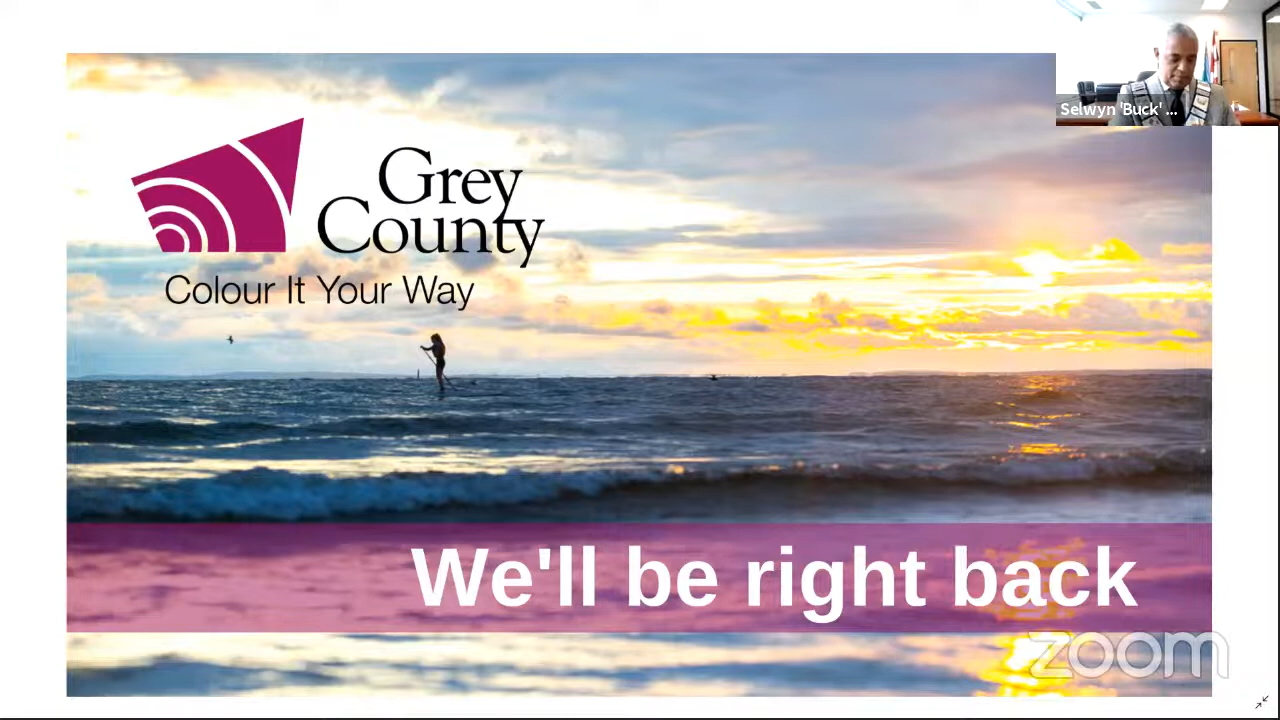 Selwyn 'Buck' ...
Grey
County
Colour It Your Way
We'll be right back
zoom